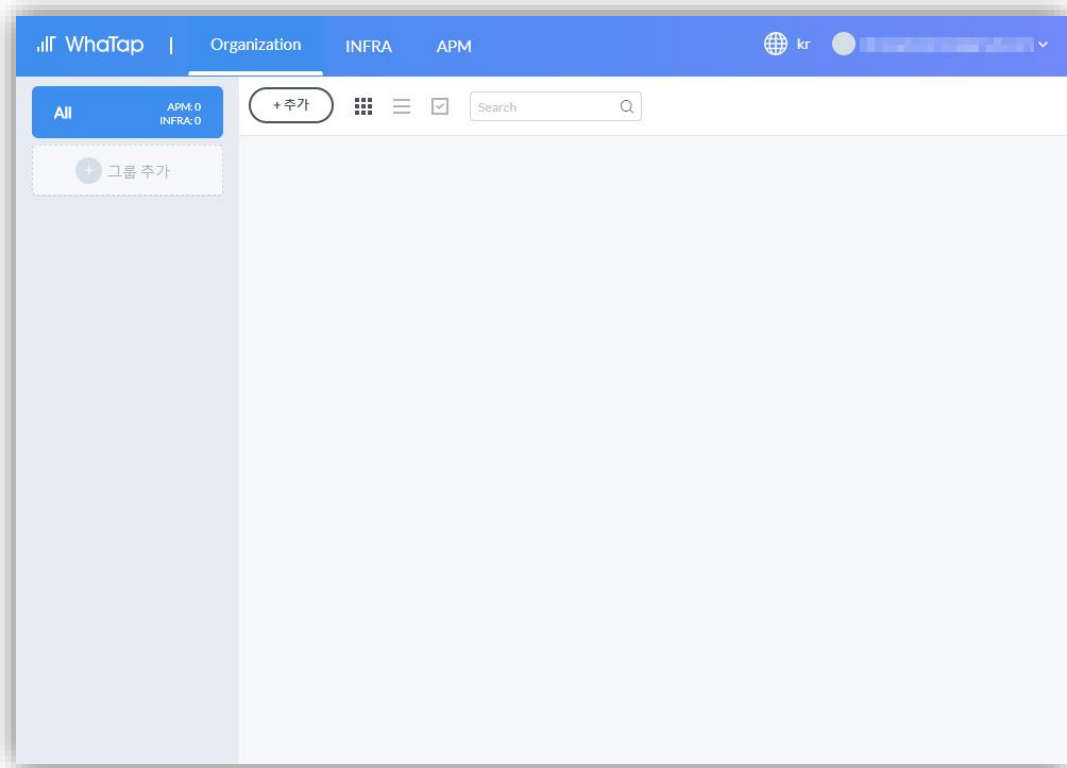 WhaTap | Organization INFRA APM kr
All APM: 0
INFRA: 0
+ 추가 Search
+ 그룹 추가